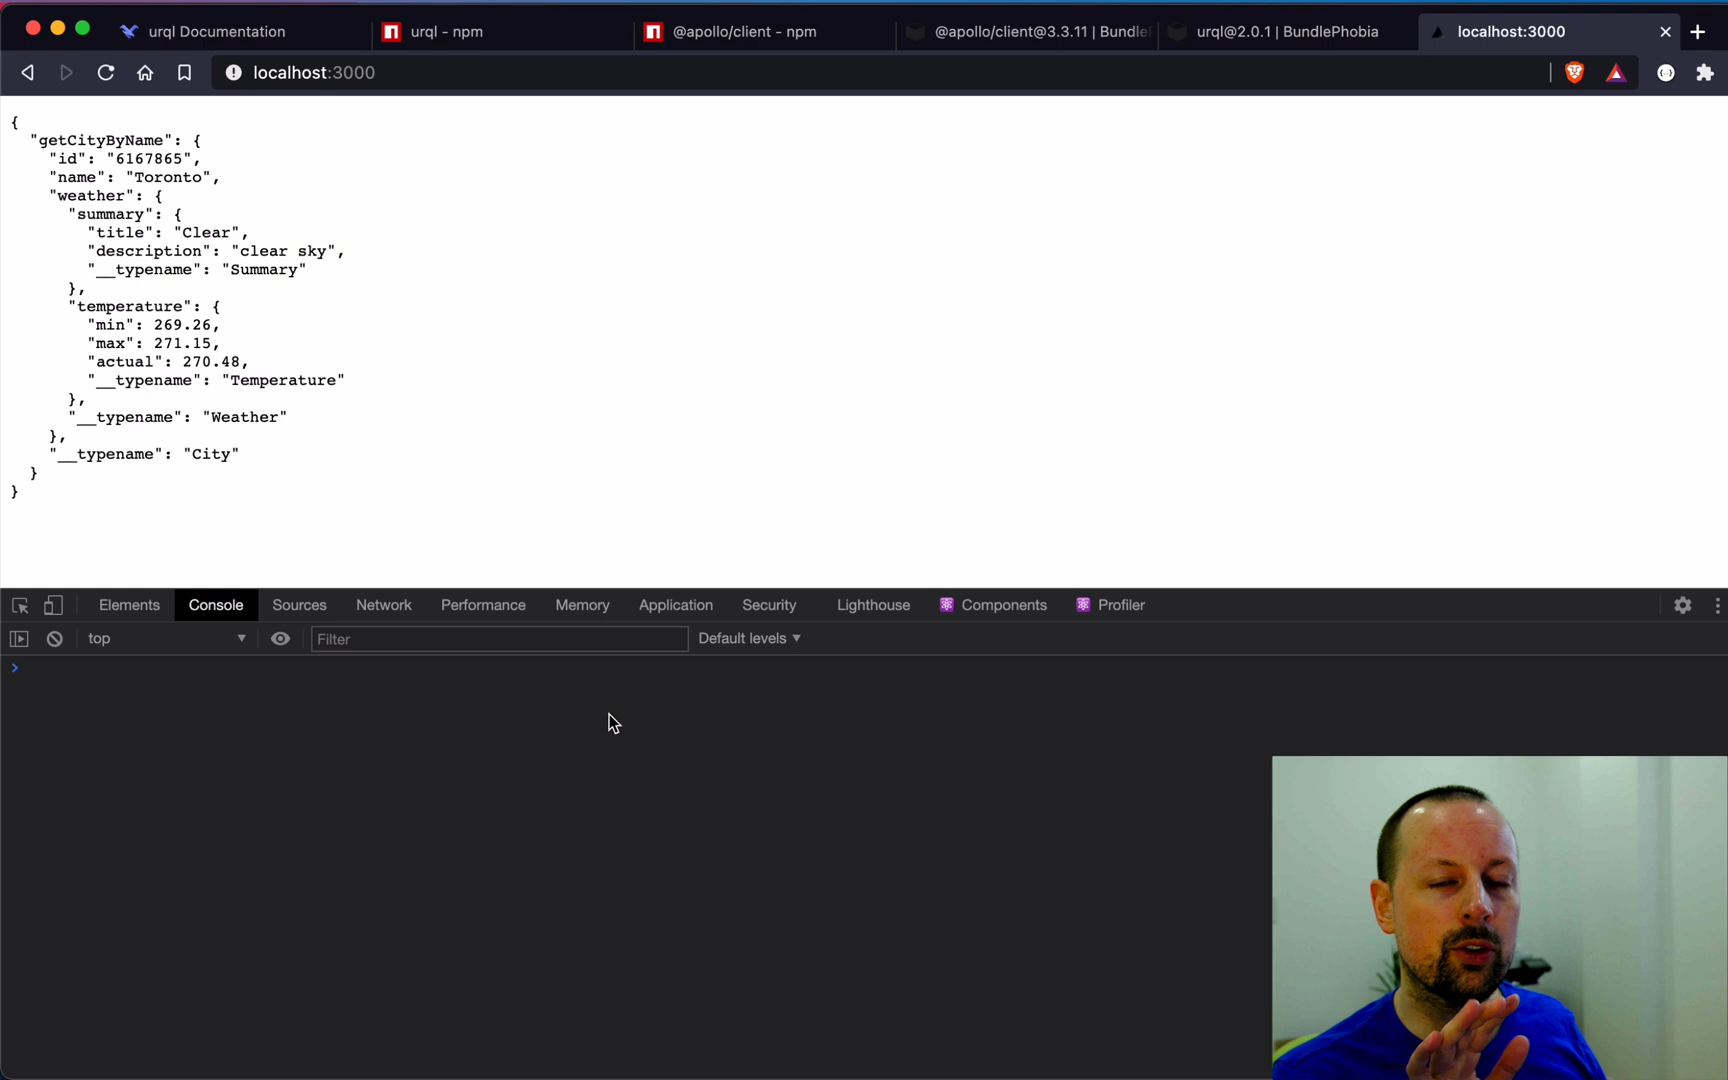 urql Documentation
urql - npm
@apollo/client - npm
@apollo/client@3.3.11 | Bundle
urql@2.0.1 | BundlePhobia
localhost:3000
localhost:3000
{
"getCityByName": {
"id": "6167865",
"name": "Toronto",
"weather": {
"summary": {
"title": "Clear",
"description": "clear sky",
"__typename": "Summary"
},
"temperature": {
"min": 269.26,
"max": 271.15,
"actual": 270.48,
"__typename": "Temperature"
},
"__typename": "Weather"
},
"__typename": "City"
}
}
Elements Console Sources Network Performance Memory Application Security Lighthouse Components Profiler
top Filter Default levels